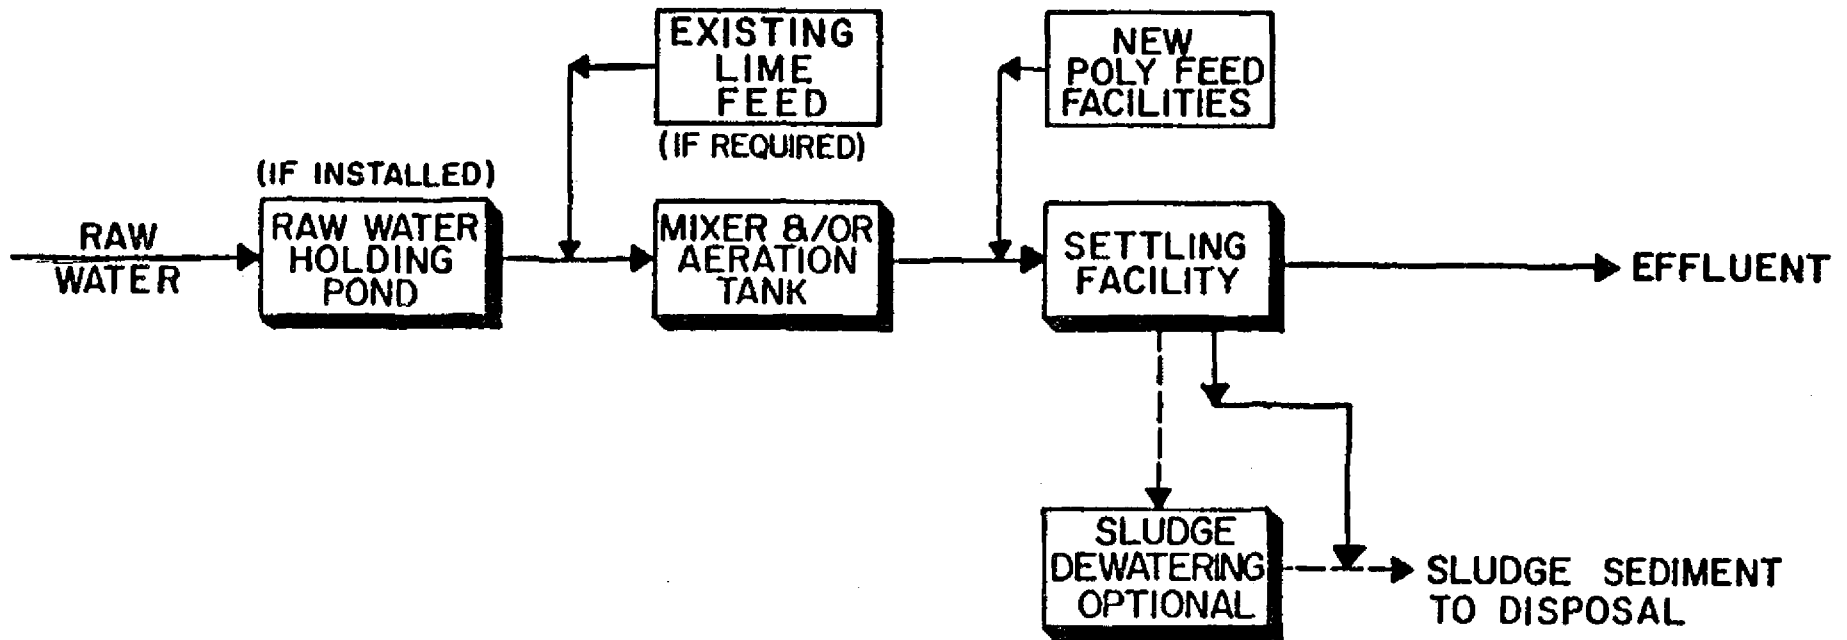 EXISTING
LIME
FEED
(IF REQUIRED)
NEW
POLY FEED
FACILITIES
RAW
WATER
(IF INSTALLED)
RAW WATER
HOLDING
POND
MIXER &/OR
AERATION
TANK
SETTLING
FACILITY
EFFLUENT
SLUDGE
DEWATERING
OPTIONAL
SLUDGE SEDIMENT
TO DISPOSAL